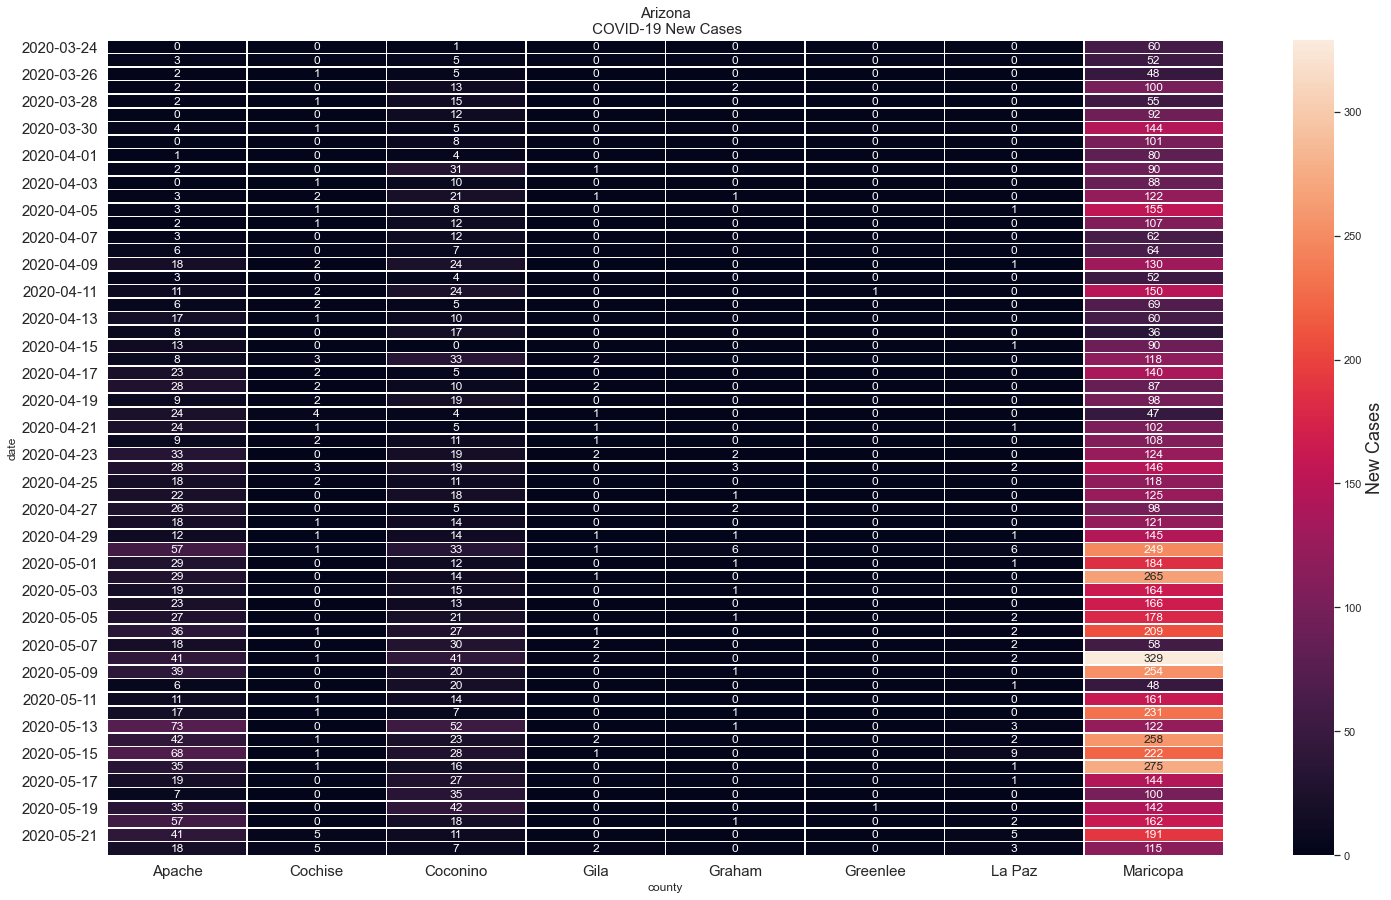 Arizona
COVID-19 New Cases
2020-03-24 0 0 1 0 0 0 0 60
3 0 5 0 0 0 0 52
2020-03-26 2 1 5 0 0 0 0 48
2 0 13 0 2 0 0 100
2020-03-28 2 1 15 0 0 0 0 55
0 0 12 0 0 0 0 92
2020-03-30 4 1 5 0 0 0 0 144
0 0 8 0 0 0 0 101
2020-04-01 1 0 4 0 0 0 0 80
2 0 31 1 0 0 0 90
2020-04-03 0 1 10 0 0 0 0 88
3 2 21 1 1 0 0 122
2020-04-05 3 1 8 0 0 0 1 155
2 1 12 0 0 0 0 107
2020-04-07 3 0 12 0 0 0 0 62
6 0 7 0 0 0 0 64
2020-04-09 18 2 24 0 0 0 1 130
3 0 4 0 0 0 0 52
2020-04-11 11 2 24 0 0 1 0 150
6 2 5 0 0 0 0 69
2020-04-13 17 1 10 0 0 0 0 60
8 0 17 0 0 0 0 36
2020-04-15 13 0 0 0 0 0 1 90
8 3 33 2 0 0 0 118
2020-04-17 23 2 5 0 0 0 0 140
28 2 10 2 0 0 0 87
2020-04-19 9 2 19 0 0 0 0 98
24 4 4 1 0 0 0 47
2020-04-21 24 1 5 1 0 0 1 102
9 2 11 1 0 0 0 108
2020-04-23 33 0 19 2 2 0 0 124
28 3 19 0 3 0 2 146
2020-04-25 18 2 11 0 0 0 0 118
22 0 18 0 1 0 0 125
2020-04-27 26 0 5 0 2 0 0 98
18 1 14 0 0 0 0 121
2020-04-29 12 1 14 1 1 0 1 145
57 1 33 1 6 0 6 249
2020-05-01 29 0 12 0 1 0 1 184
29 0 14 1 0 0 0 265
2020-05-03 19 0 15 0 1 0 0 164
23 0 13 0 0 0 0 166
2020-05-05 27 0 21 0 1 0 2 178
36 1 27 1 0 0 2 209
2020-05-07 18 0 30 2 0 0 2 58
41 1 41 2 0 0 2 329
2020-05-09 39 0 20 0 1 0 0 254
6 0 20 0 0 0 1 48
2020-05-11 11 1 14 0 0 0 0 161
17 1 7 0 1 0 0 231
2020-05-13 73 0 52 0 1 0 3 122
42 1 23 2 0 0 2 258
2020-05-15 68 1 28 1 0 0 9 222
35 1 16 0 0 0 1 275
2020-05-17 19 0 27 0 0 0 1 144
7 0 35 0 0 0 0 100
2020-05-19 35 0 42 0 0 1 0 142
57 0 18 0 1 0 2 162
2020-05-21 41 5 11 0 0 0 5 191
18 5 7 2 0 0 3 115
Apache Cochise Coconino Gila Graham Greenlee La Paz Maricopa
county
date
300
250
200
150
100
50
0
New Cases